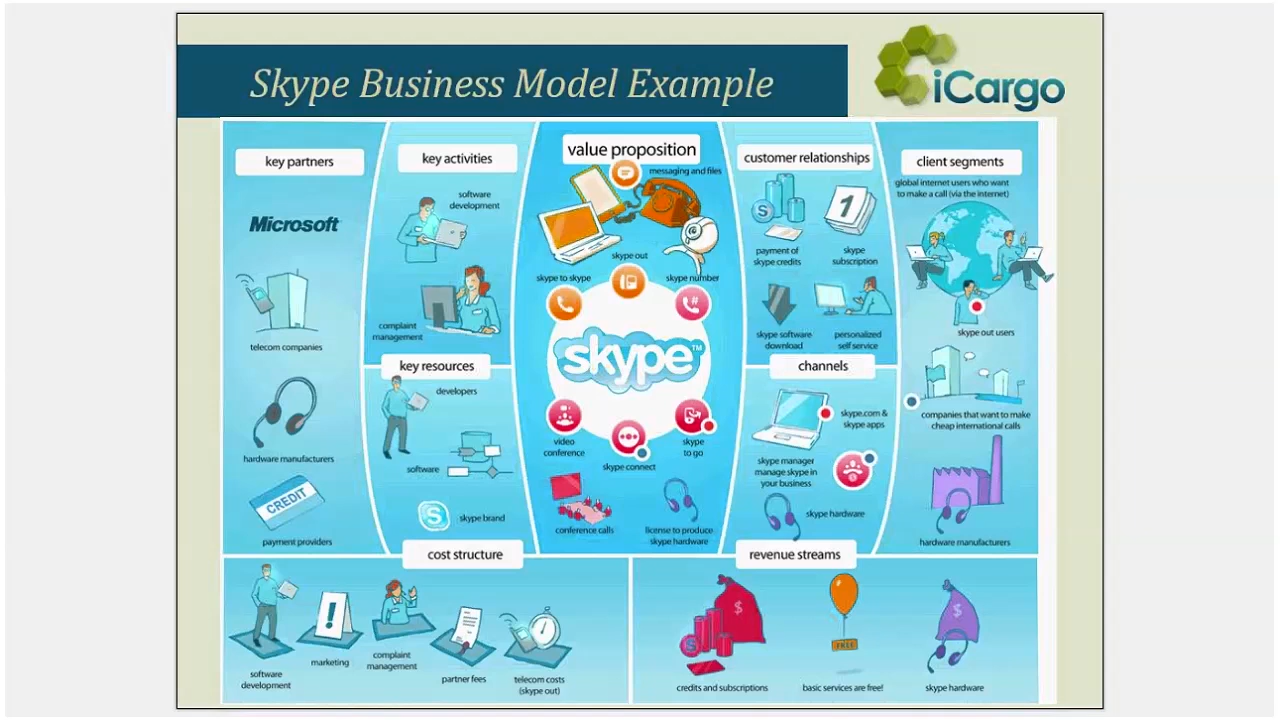 Skype Business Model Example
iCargo
key partners
Microsoft
telecom companies
hardware manufacturers
CREDIT
payment providers
key activities
software
development
complaint
management
key resources
developers
software
S
skype brand
value proposition
messaging and files
skype out
skype to skype
skype number
#
skype™
video
conference
skype connect
skype
to go
conference calls
license to produce
skype hardware
customer relationships
S
1
payment of
skype credits
skype
subscription
skype software
download
personalized
self service
channels
skype.com &
skype apps
skype manager
manage skype in
your business
skype hardware
client segments
global internet users who want
to make a call (via the internet)
skype out users
companies that want to make
cheap international calls
hardware manufacturers
cost structure
!
software
development
marketing
complaint
management
partner fees
telecom costs
(skype out)
revenue streams
$
S
credits and subscriptions
FREE
basic services are free!
$
skype hardware